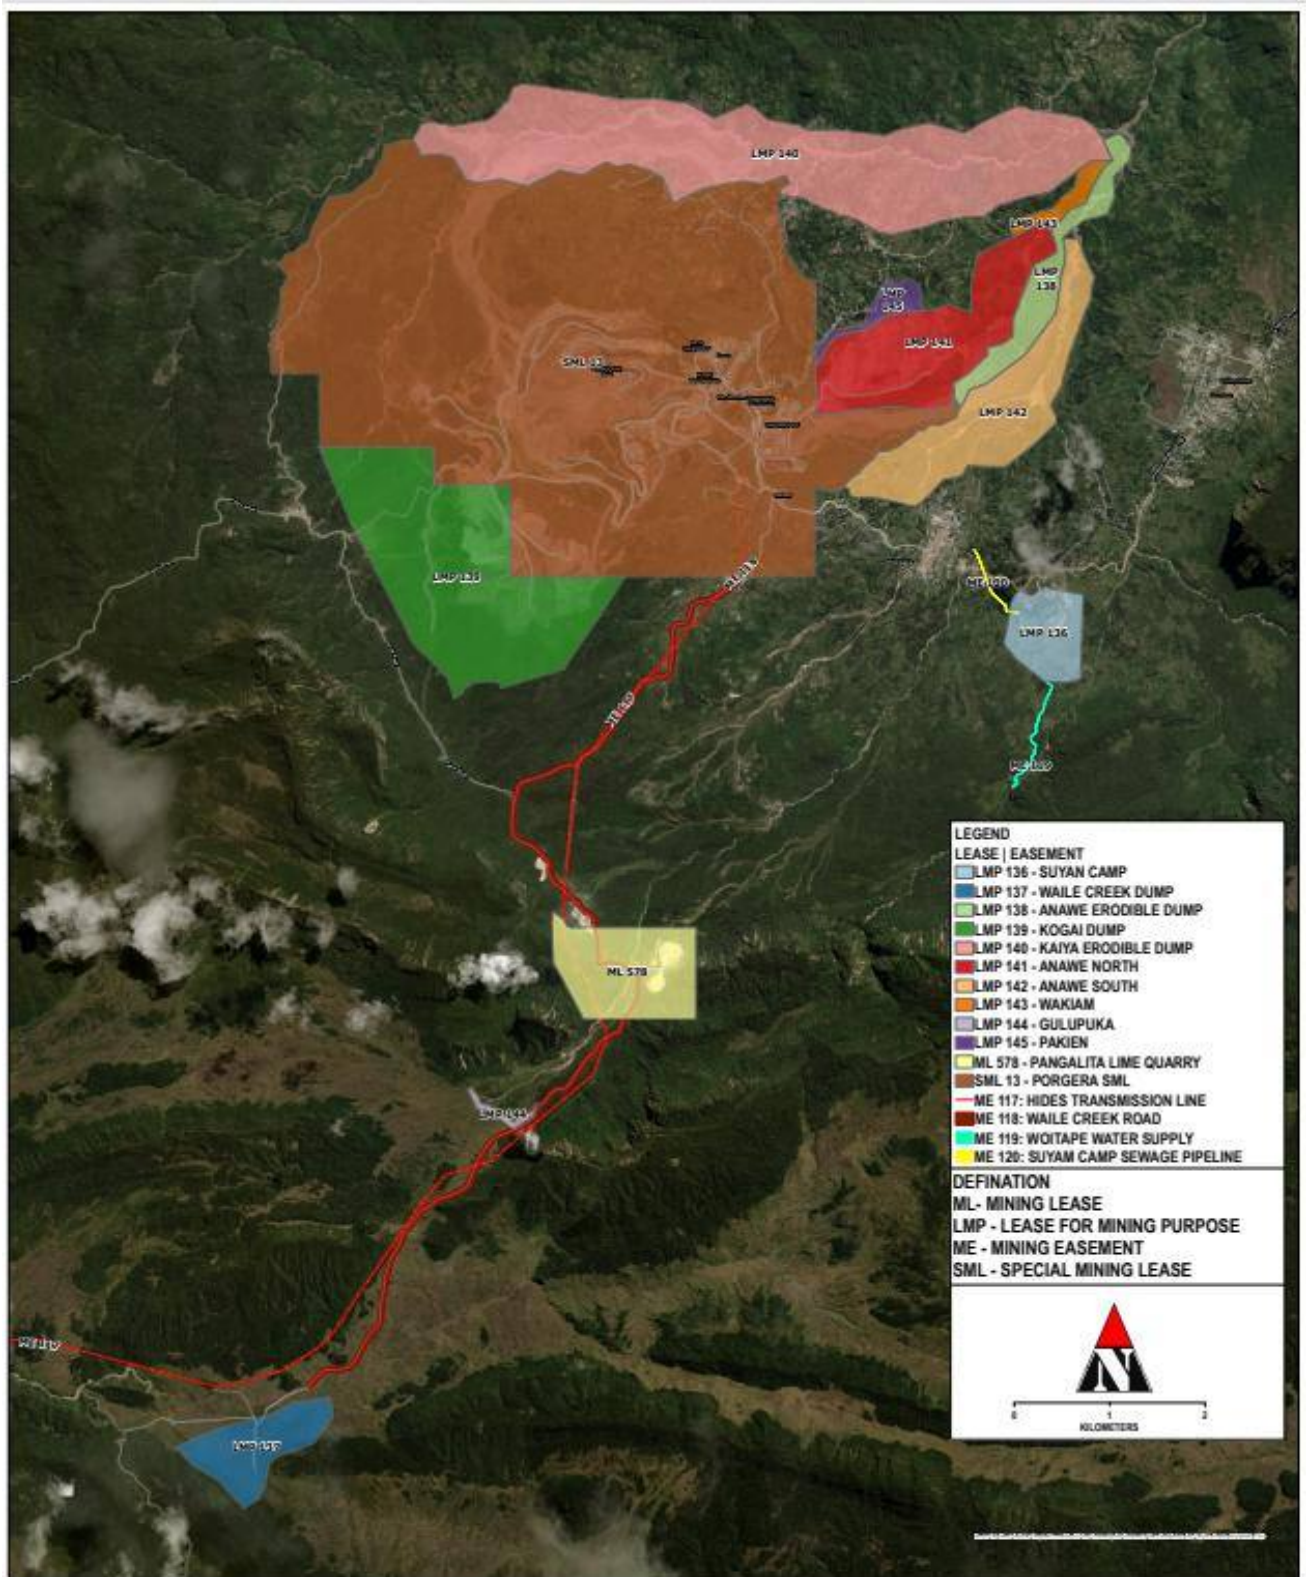 LMP 140
LMP 143
LMP
138
LMP
145
LMP 141
SML 13
LMP 142
LMP 139
ME 120
LMP 136
ME 119
ML 578
LMP 144
ME 117
LMP 137
LEGEND
LEASE | EASEMENT
LMP 136 - SUYAN CAMP
LMP 137 - WAILE CREEK DUMP
LMP 138 - ANAWE ERODIBLE DUMP
LMP 139 - KOGAI DUMP
LMP 140 - KAIYA ERODIBLE DUMP
LMP 141 - ANAWE NORTH
LMP 142 - ANAWE SOUTH
LMP 143 - WAKIAM
LMP 144 - GULUPUKA
LMP 145 - PAKIEN
ML 578 - PANGALITA LIME QUARRY
SML 13 - PORGERA SML
ME 117: HIDES TRANSMISSION LINE
ME 118: WAILE CREEK ROAD
ME 119: WOITAPE WATER SUPPLY
ME 120: SUYAM CAMP SEWAGE PIPELINE
DEFINATION
ML- MINING LEASE
LMP - LEASE FOR MINING PURPOSE
ME - MINING EASEMENT
SML - SPECIAL MINING LEASE
N
0 1 2
KILOMETERS